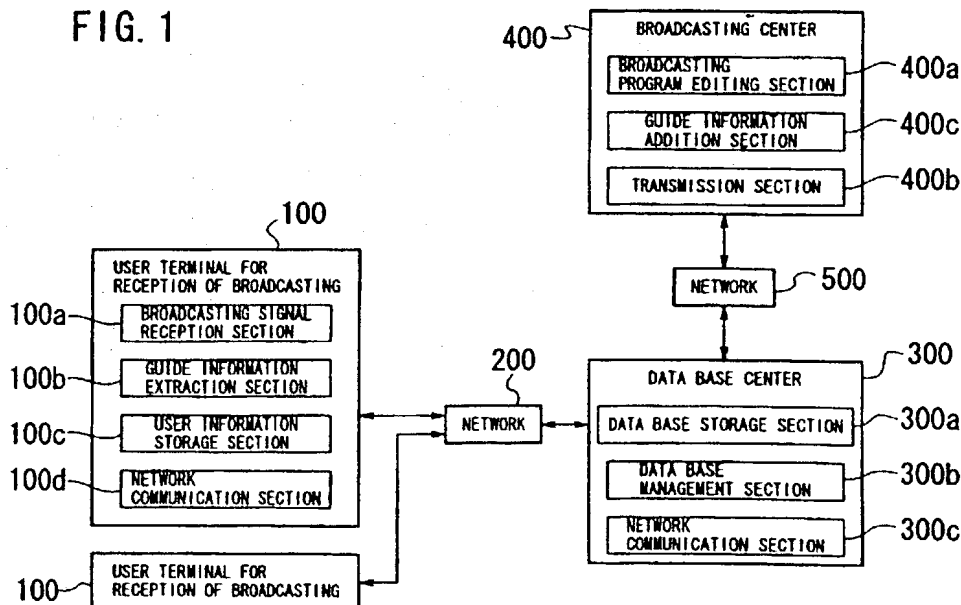 FIG. 1
400
BROADCASTING CENTER
BROADCASTING
PROGRAM EDITING SECTION
400a
GUIDE INFORMATION
ADDITION SECTION
400c
TRANSMISSION SECTION
400b
NETWORK
500
100
USER TERMINAL FOR
RECEPTION OF BROADCASTING
100a
BROADCASTING SIGNAL
RECEPTION SECTION
100b
GUIDE INFORMATION
EXTRACTION SECTION
100c
USER INFORMATION
STORAGE SECTION
100d
NETWORK
COMMUNICATION SECTION
200
NETWORK
300
DATA BASE CENTER
DATA BASE STORAGE SECTION
300a
DATA BASE
MANAGEMENT SECTION
300b
NETWORK
COMMUNICATION SECTION
300c
100
USER TERMINAL FOR
RECEPTION OF BROADCASTING